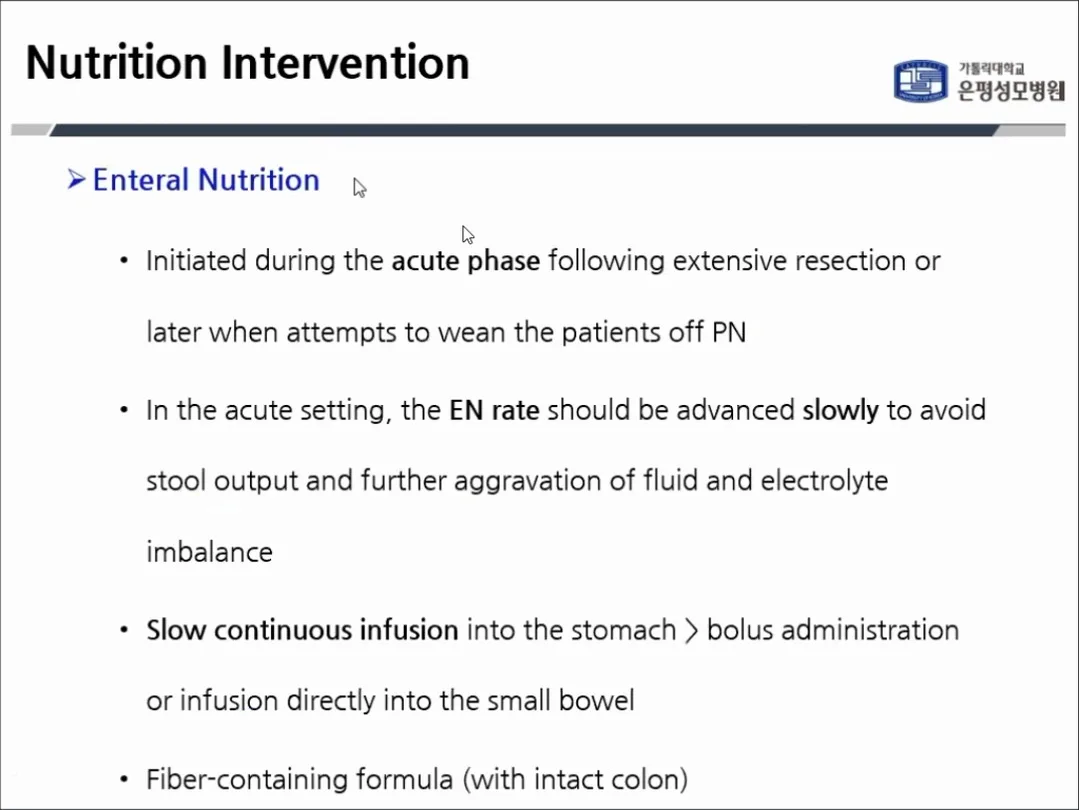 Nutrition Intervention
가톨릭대학교
은평성모병원
➢ Enteral Nutrition
• Initiated during the acute phase following extensive resection or
later when attempts to wean the patients off PN
• In the acute setting, the EN rate should be advanced slowly to avoid
stool output and further aggravation of fluid and electrolyte
imbalance
• Slow continuous infusion into the stomach > bolus administration
or infusion directly into the small bowel
• Fiber-containing formula (with intact colon)